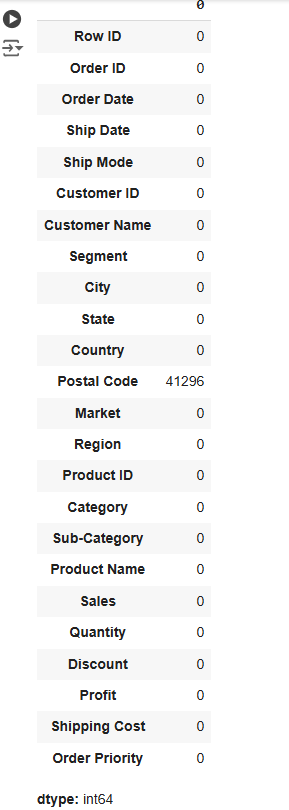 0
Row ID 0
Order ID 0
Order Date 0
Ship Date 0
Ship Mode 0
Customer ID 0
Customer Name 0
Segment 0
City 0
State 0
Country 0
Postal Code 41296
Market 0
Region 0
Product ID 0
Category 0
Sub-Category 0
Product Name 0
Sales 0
Quantity 0
Discount 0
Profit 0
Shipping Cost 0
Order Priority 0
dtype: int64